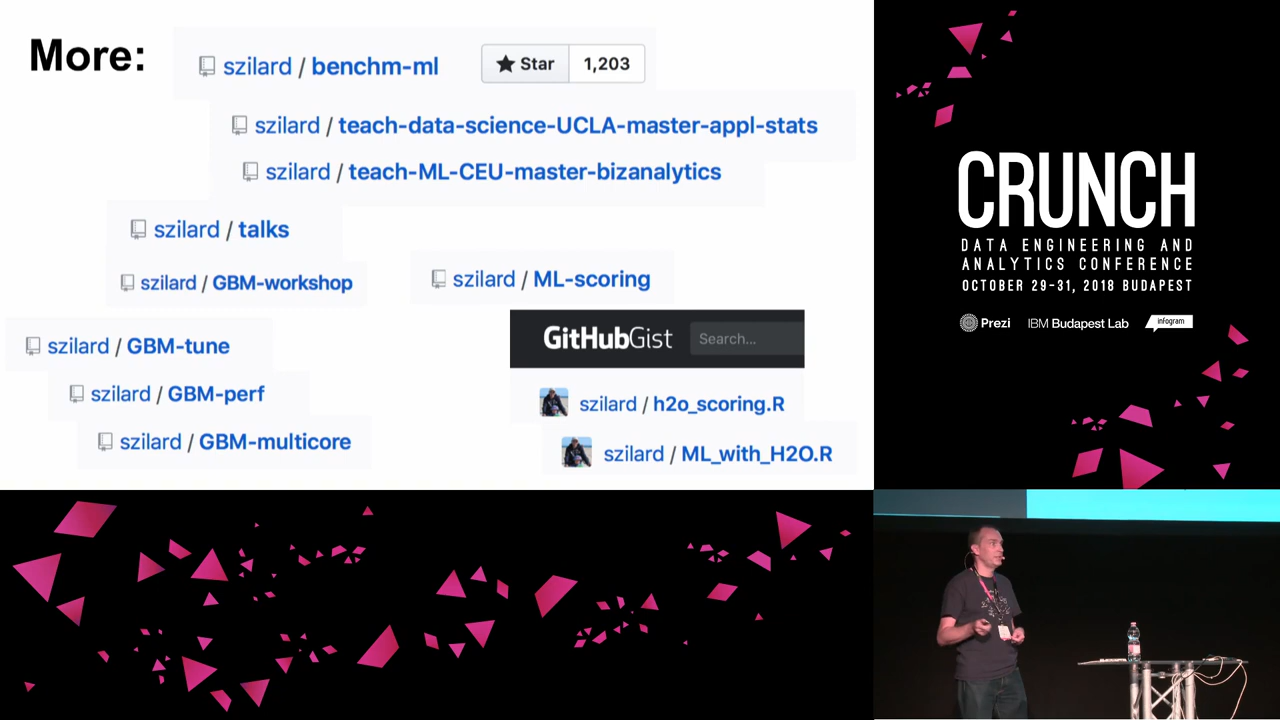 More:
szilard / benchm-ml
Star 1,203
szilard / teach-data-science-UCLA-master-appl-stats
szilard / teach-ML-CEU-master-bizanalytics
szilard / talks
szilard / GBM-workshop
szilard / ML-scoring
szilard / GBM-tune
szilard / GBM-perf
szilard / GBM-multicore
GitHubGist Search...
szilard / h2o_scoring.R
szilard / ML_with_H2O.R
CRUNCH
DATA ENGINEERING AND
ANALYTICS CONFERENCE
OCTOBER 29-31, 2018 BUDAPEST
Prezi IBM Budapest Lab infogram